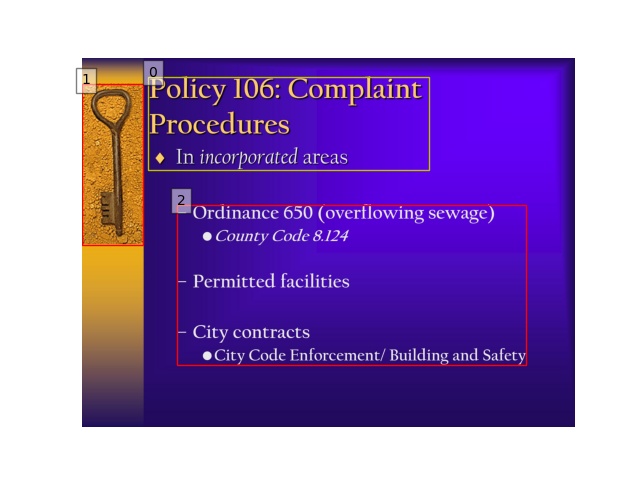 1
0
Policy 106: Complaint
Procedures
♦ In incorporated areas
2
– Ordinance 650 (overflowing sewage)
● County Code 8.124
– Permitted facilities
– City contracts
● City Code Enforcement/ Building and Safety